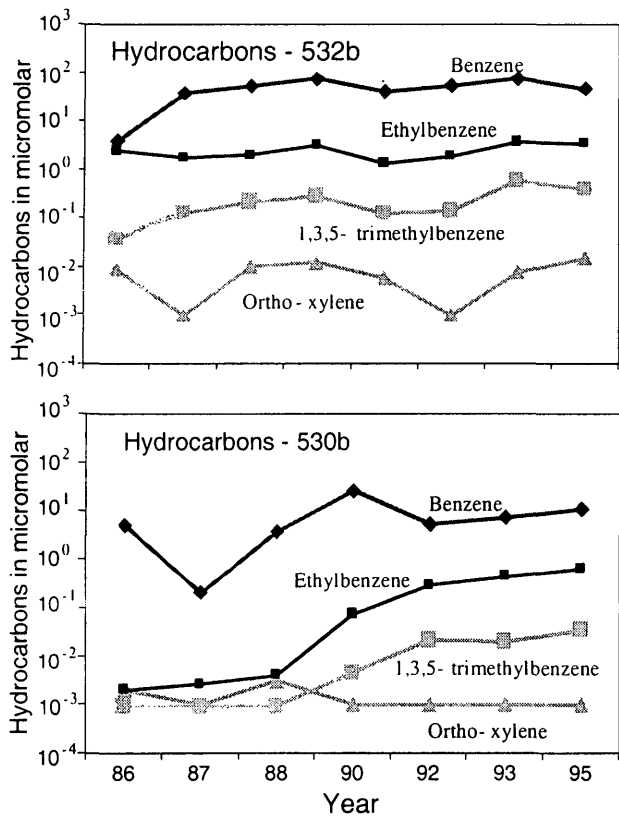 Hydrocarbons - 532b
Hydrocarbons in micromolar
10^3
10^2
10^1
10^0
10^-1
10^-2
10^-3
10^-4
Benzene
Ethylbenzene
1,3,5- trimethylbenzene
Ortho-xylene
Hydrocarbons - 530b
Hydrocarbons in micromolar
10^3
10^2
10^1
10^0
10^-1
10^-2
10^-3
10^-4
Benzene
Ethylbenzene
1,3,5- trimethylbenzene
Ortho-xylene
86 87 88 90 92 93 95
Year